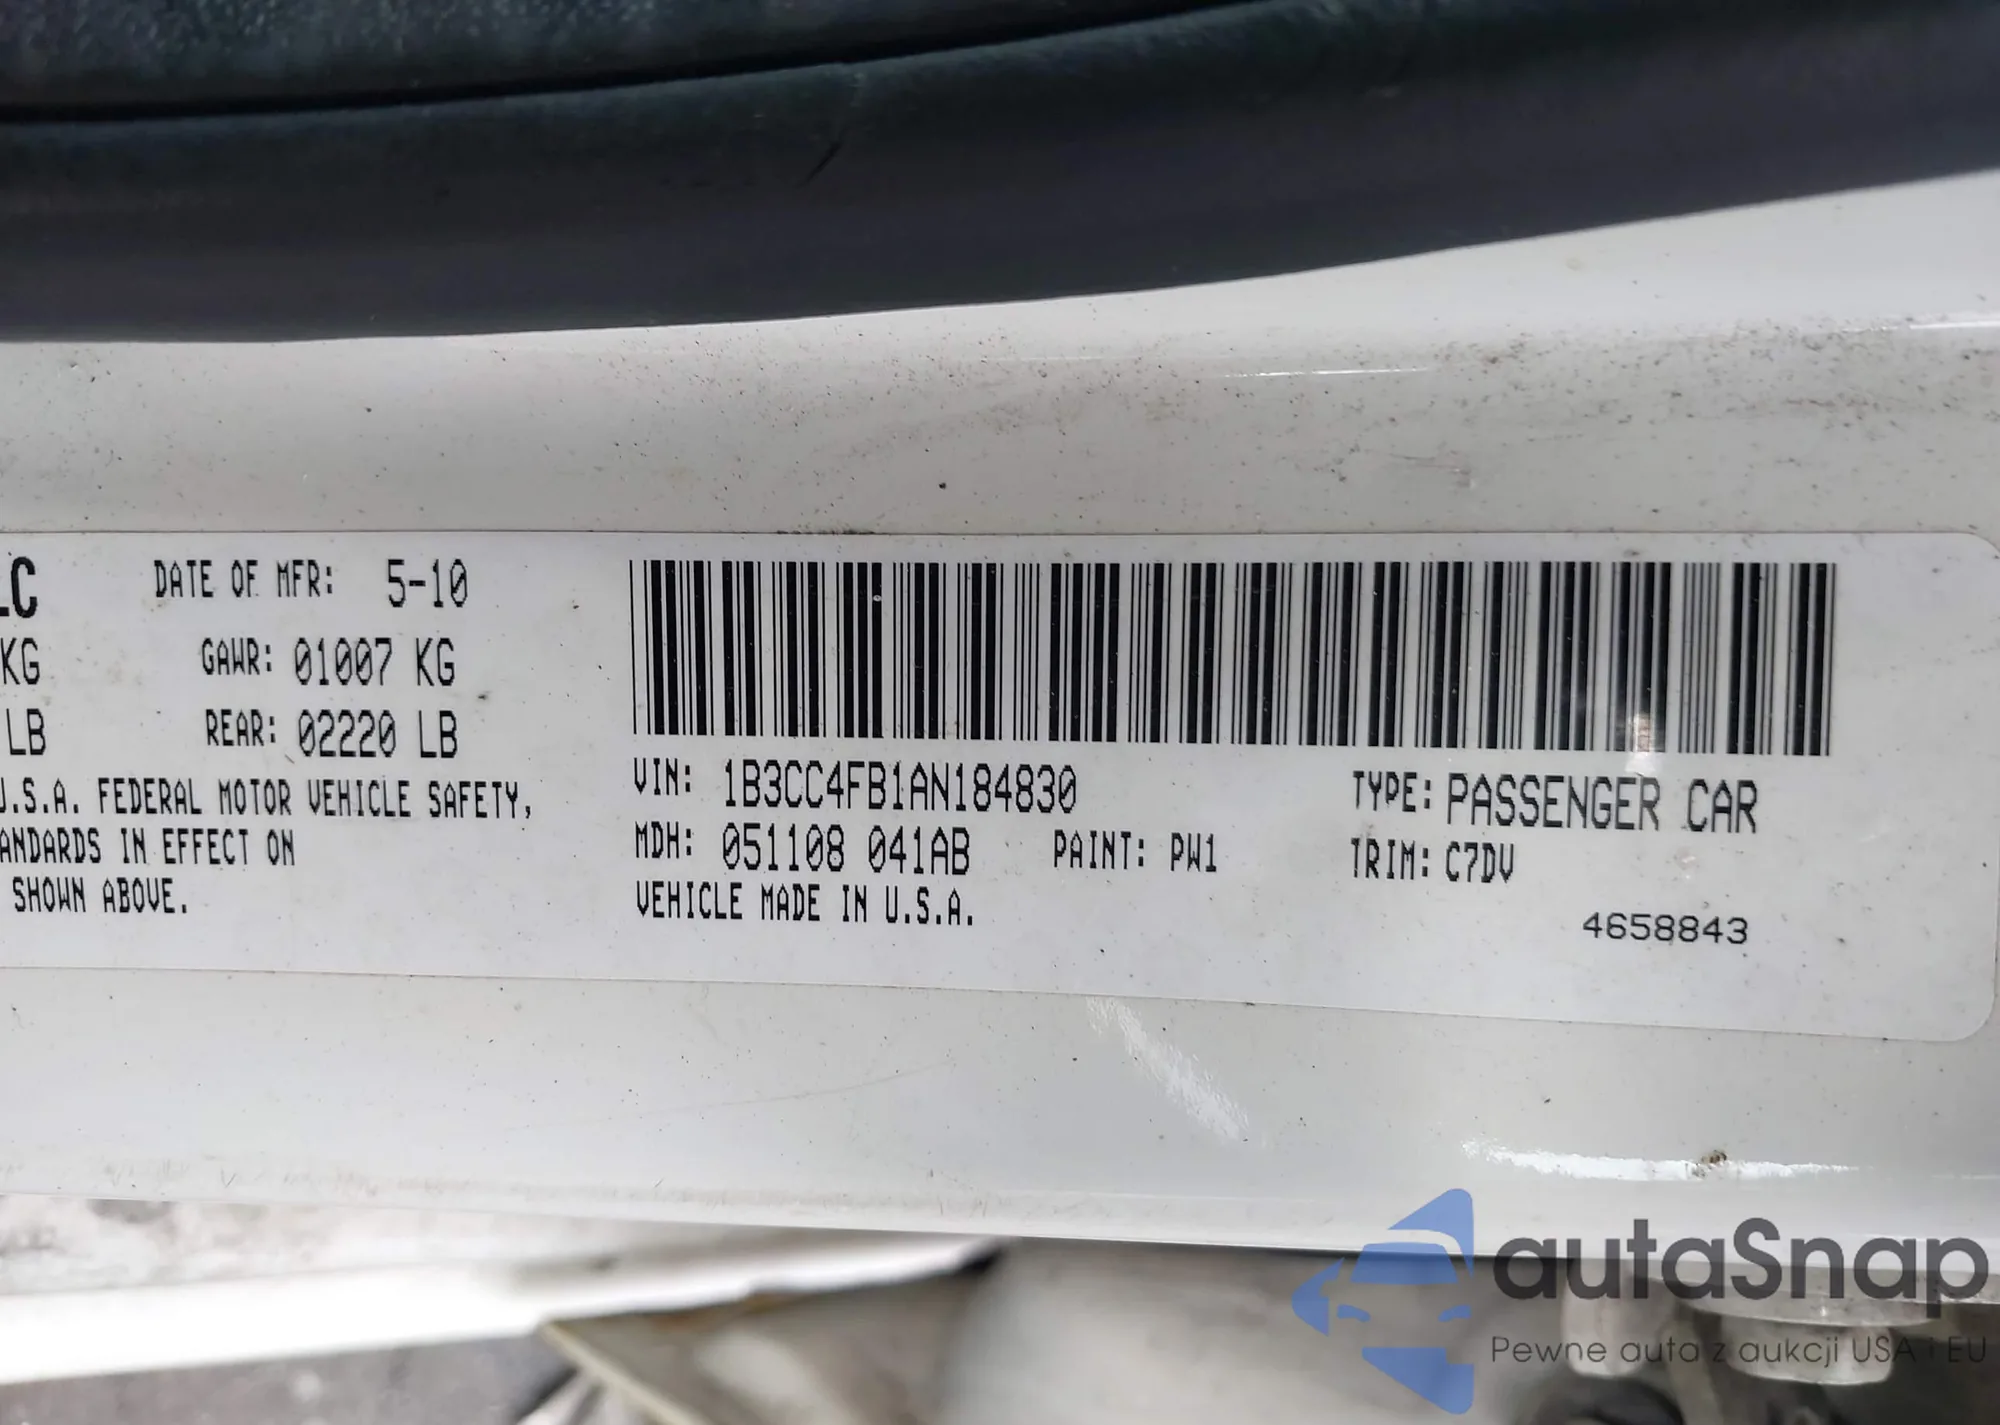 LC DATE OF MFR: 5-10
KG GAWR: 01007 KG
LB REAR: 02220 LB
U.S.A. FEDERAL MOTOR VEHICLE SAFETY,
ANDARDS IN EFFECT ON
SHOWN ABOVE.
VIN: 1B3CC4FB1AN184830 TYPE: PASSENGER CAR
MDH: 051108 041AB PAINT: PW1 TRIM: C7DV
VEHICLE MADE IN U.S.A.
4658843
autaSnap
Pewne auta z aukcji USA i EU